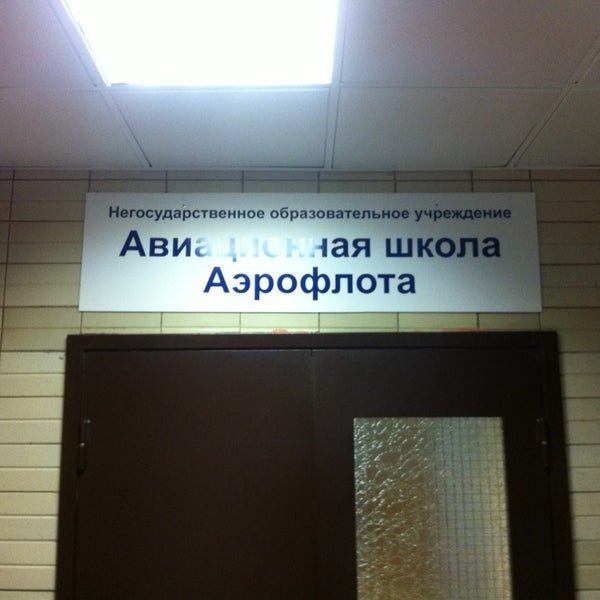 Негосударственное образовательное учреждение
Авиационная школа
Аэрофлота